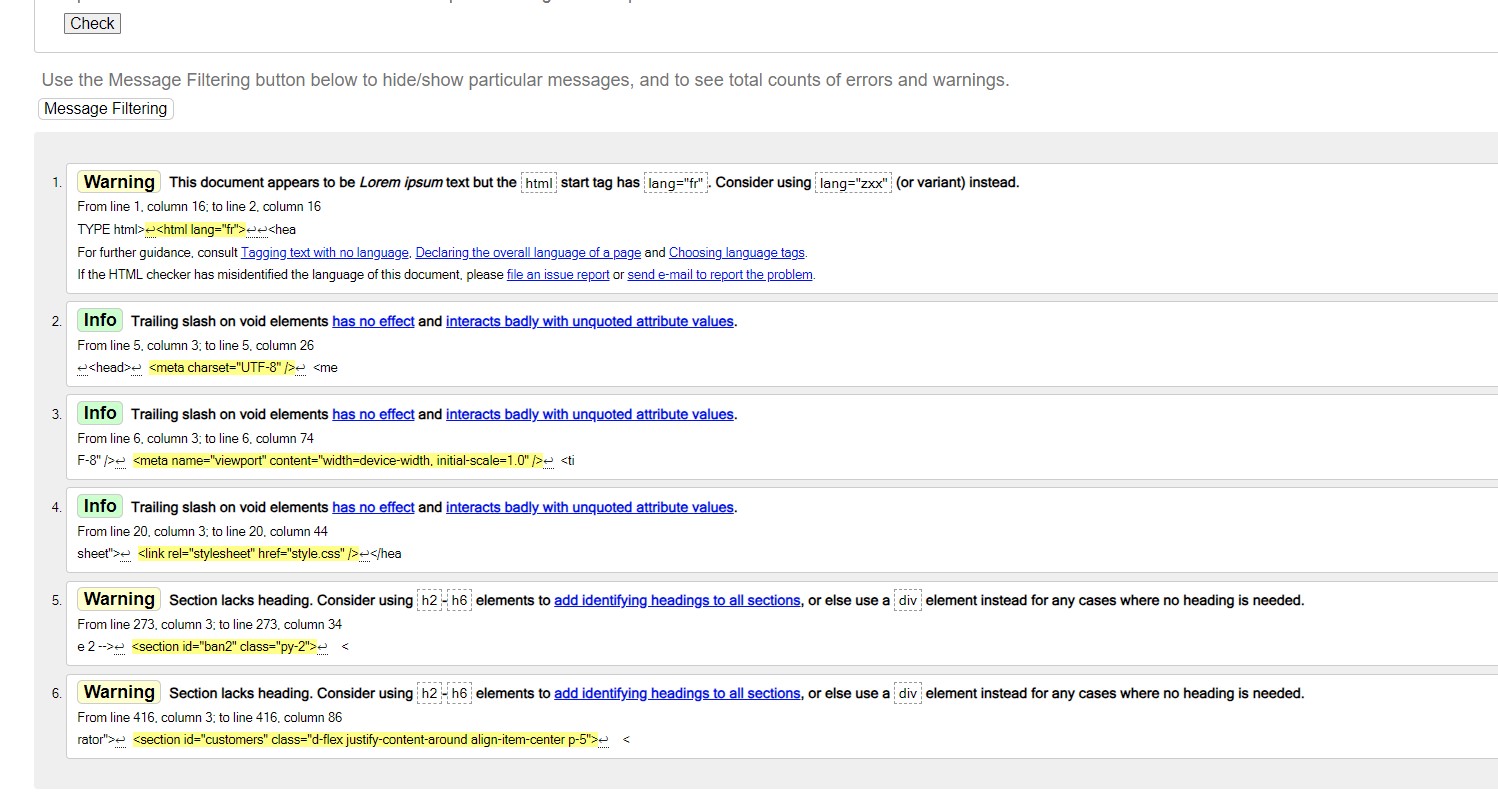 Check
Use the Message Filtering button below to hide/show particular messages, and to see total counts of errors and warnings.
Message Filtering
1. Warning This document appears to be Lorem ipsum text but the html start tag has lang="fr". Consider using lang="zxx" (or variant) instead.
From line 1, column 16; to line 2, column 16
TYPE html>↩<html lang="fr">↩↩<hea
For further guidance, consult Tagging text with no language, Declaring the overall language of a page and Choosing language tags.
If the HTML checker has misidentified the language of this document, please file an issue report or send e-mail to report the problem.
2. Info Trailing slash on void elements has no effect and interacts badly with unquoted attribute values.
From line 5, column 3; to line 5, column 26
↩<head>↩ <meta charset="UTF-8" />↩ <me
3. Info Trailing slash on void elements has no effect and interacts badly with unquoted attribute values.
From line 6, column 3; to line 6, column 74
F-8" />↩ <meta name="viewport" content="width=device-width, initial-scale=1.0" />↩ <ti
4. Info Trailing slash on void elements has no effect and interacts badly with unquoted attribute values.
From line 20, column 3; to line 20, column 44
sheet">↩ <link rel="stylesheet" href="style.css" />↩</hea
5. Warning Section lacks heading. Consider using h2-h6 elements to add identifying headings to all sections, or else use a div element instead for any cases where no heading is needed.
From line 273, column 3; to line 273, column 34
e 2 -->↩ <section id="ban2" class="py-2">↩ <
6. Warning Section lacks heading. Consider using h2-h6 elements to add identifying headings to all sections, or else use a div element instead for any cases where no heading is needed.
From line 416, column 3; to line 416, column 86
rator">↩ <section id="customers" class="d-flex justify-content-around align-item-center p-5">↩ <